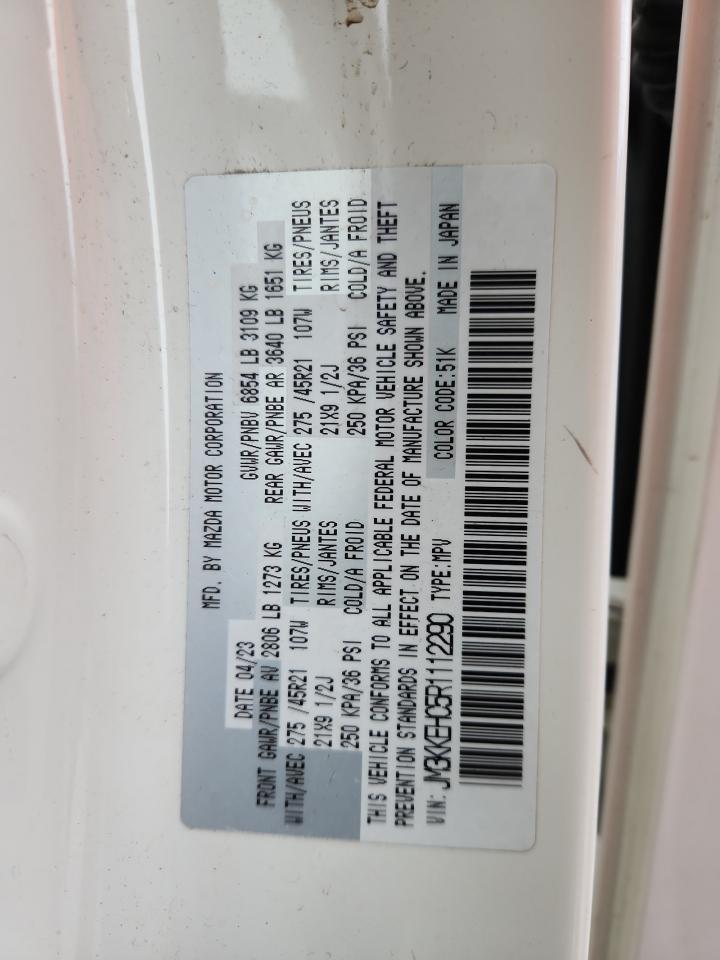 MFD. BY MAZDA MOTOR CORPORATION
DATE 04/23 GVWR/PNBV 6854 LB 3109 KG
FRONT GAWR/PNBE AV 2806 LB 1273 KG REAR GAWR/PNBE AR 3640 LB 1651 KG
WITH/AVEC 275 /45R21 107W TIRES/PNEUS WITH/AVEC 275 /45R21 107W TIRES/PNEUS
21X9 1/2J RIMS/JANTES 21X9 1/2J RIMS/JANTES
250 KPA/36 PSI COLD/A FROID 250 KPA/36 PSI COLD/A FROID
THIS VEHICLE CONFORMS TO ALL APPLICABLE FEDERAL MOTOR VEHICLE SAFETY AND THEFT
PREVENTION STANDARDS IN EFFECT ON THE DATE OF MANUFACTURE SHOWN ABOVE.
VIN: JM3KKEHC5R1112290 TYPE:MPV COLOR CODE:51K MADE IN JAPAN